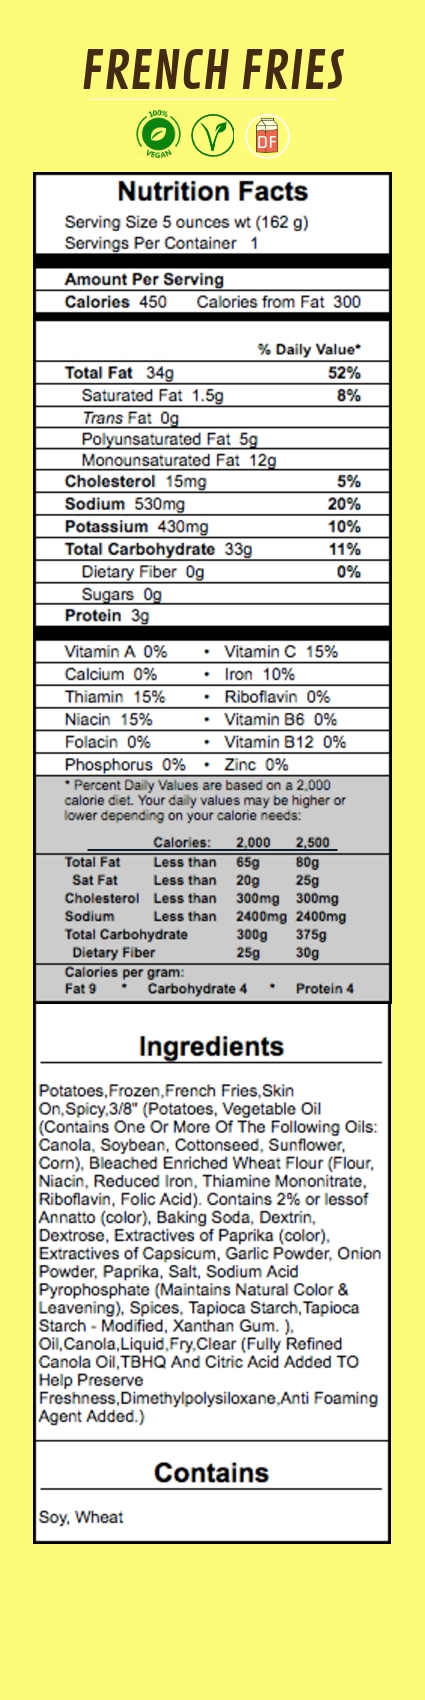 FRENCH FRIES
100%
VEGAN
V
DF
Nutrition Facts
Serving Size 5 ounces wt (162 g)
Servings Per Container 1
Amount Per Serving
Calories 450 Calories from Fat 300
% Daily Value*
Total Fat 34g 52%
Saturated Fat 1.5g 8%
Trans Fat 0g
Polyunsaturated Fat 5g
Monounsaturated Fat 12g
Cholesterol 15mg 5%
Sodium 530mg 20%
Potassium 430mg 10%
Total Carbohydrate 33g 11%
Dietary Fiber 0g 0%
Sugars 0g
Protein 3g
Vitamin A 0% • Vitamin C 15%
Calcium 0% • Iron 10%
Thiamin 15% • Riboflavin 0%
Niacin 15% • Vitamin B6 0%
Folacin 0% • Vitamin B12 0%
Phosphorus 0% • Zinc 0%
* Percent Daily Values are based on a 2,000
calorie diet. Your daily values may be higher or
lower depending on your calorie needs:
Calories: 2,000 2,500
Total Fat Less than 65g 80g
Sat Fat Less than 20g 25g
Cholesterol Less than 300mg 300mg
Sodium Less than 2400mg 2400mg
Total Carbohydrate 300g 375g
Dietary Fiber 25g 30g
Calories per gram:
Fat 9 * Carbohydrate 4 * Protein 4
Ingredients
Potatoes,Frozen,French Fries,Skin
On,Spicy,3/8" (Potatoes, Vegetable Oil
(Contains One Or More Of The Following Oils:
Canola, Soybean, Cottonseed, Sunflower,
Corn), Bleached Enriched Wheat Flour (Flour,
Niacin, Reduced Iron, Thiamine Mononitrate,
Riboflavin, Folic Acid). Contains 2% or lessof
Annatto (color), Baking Soda, Dextrin,
Dextrose, Extractives of Paprika (color),
Extractives of Capsicum, Garlic Powder, Onion
Powder, Paprika, Salt, Sodium Acid
Pyrophosphate (Maintains Natural Color &
Leavening), Spices, Tapioca Starch,Tapioca
Starch - Modified, Xanthan Gum. ),
Oil,Canola,Liquid,Fry,Clear (Fully Refined
Canola Oil,TBHQ And Citric Acid Added TO
Help Preserve
Freshness,Dimethylpolysiloxane,Anti Foaming
Agent Added.)
Contains
Soy, Wheat